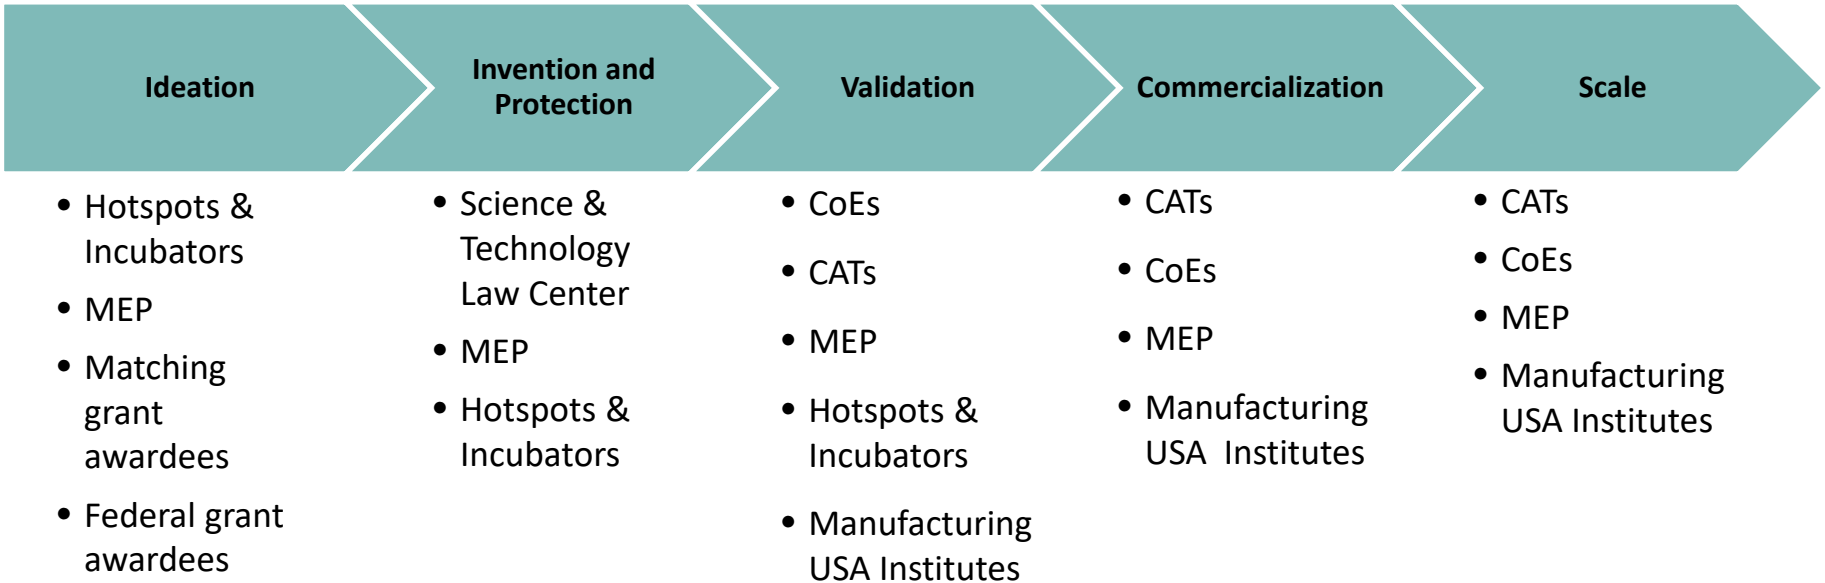 Ideation
Invention and
Protection
Validation
Commercialization
Scale
• Hotspots &
Incubators
• MEP
• Matching
grant
awardees
• Federal grant
awardees
• Science &
Technology
Law Center
• MEP
• Hotspots &
Incubators
• CoEs
• CATs
• MEP
• Hotspots &
Incubators
• Manufacturing
USA Institutes
• CATs
• CoEs
• MEP
• Manufacturing
USA  Institutes
• CATs
• CoEs
• MEP
• Manufacturing
USA Institutes